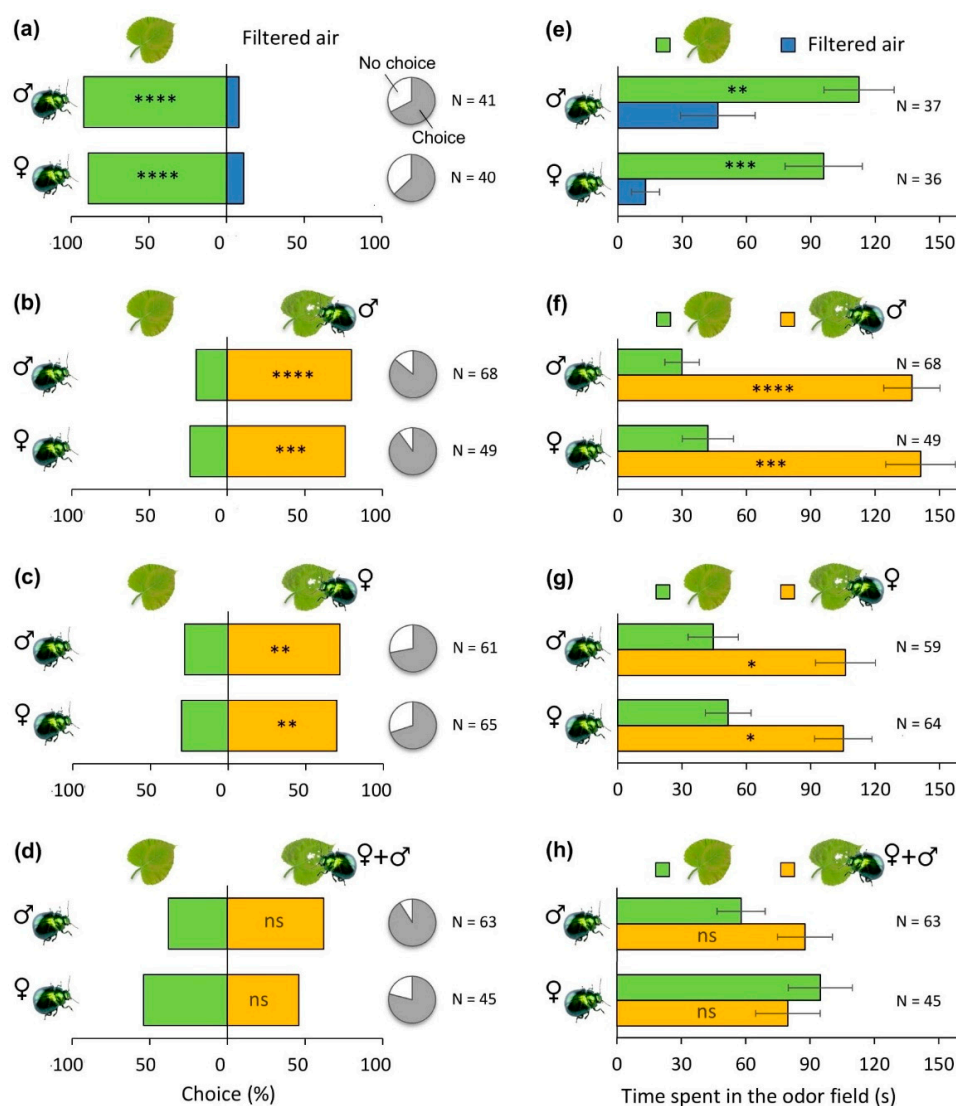 (a)
Filtered air
♂
****
No choice
Choice
N = 41
♀
****
N = 40
100 50 0 50 100
(b)
♂
♂
****
N = 68
♀
***
N = 49
100 50 0 50 100
(c)
♀
♂
**
N = 61
♀
**
N = 65
100 50 0 50 100
(d)
♀+♂
♂
ns
N = 63
♀
ns
N = 45
100 50 0 50 100
Choice (%)
(e)
Filtered air
♂
**
N = 37
♀
***
N = 36
0 30 60 90 120 150
(f)
♂
♂
N = 68
****
♀
N = 49
***
0 30 60 90 120 150
(g)
♀
♂
N = 59
*
♀
N = 64
*
0 30 60 90 120 150
(h)
♀+♂
♂
N = 63
ns
♀
N = 45
ns
0 30 60 90 120 150
Time spent in the odor field (s)